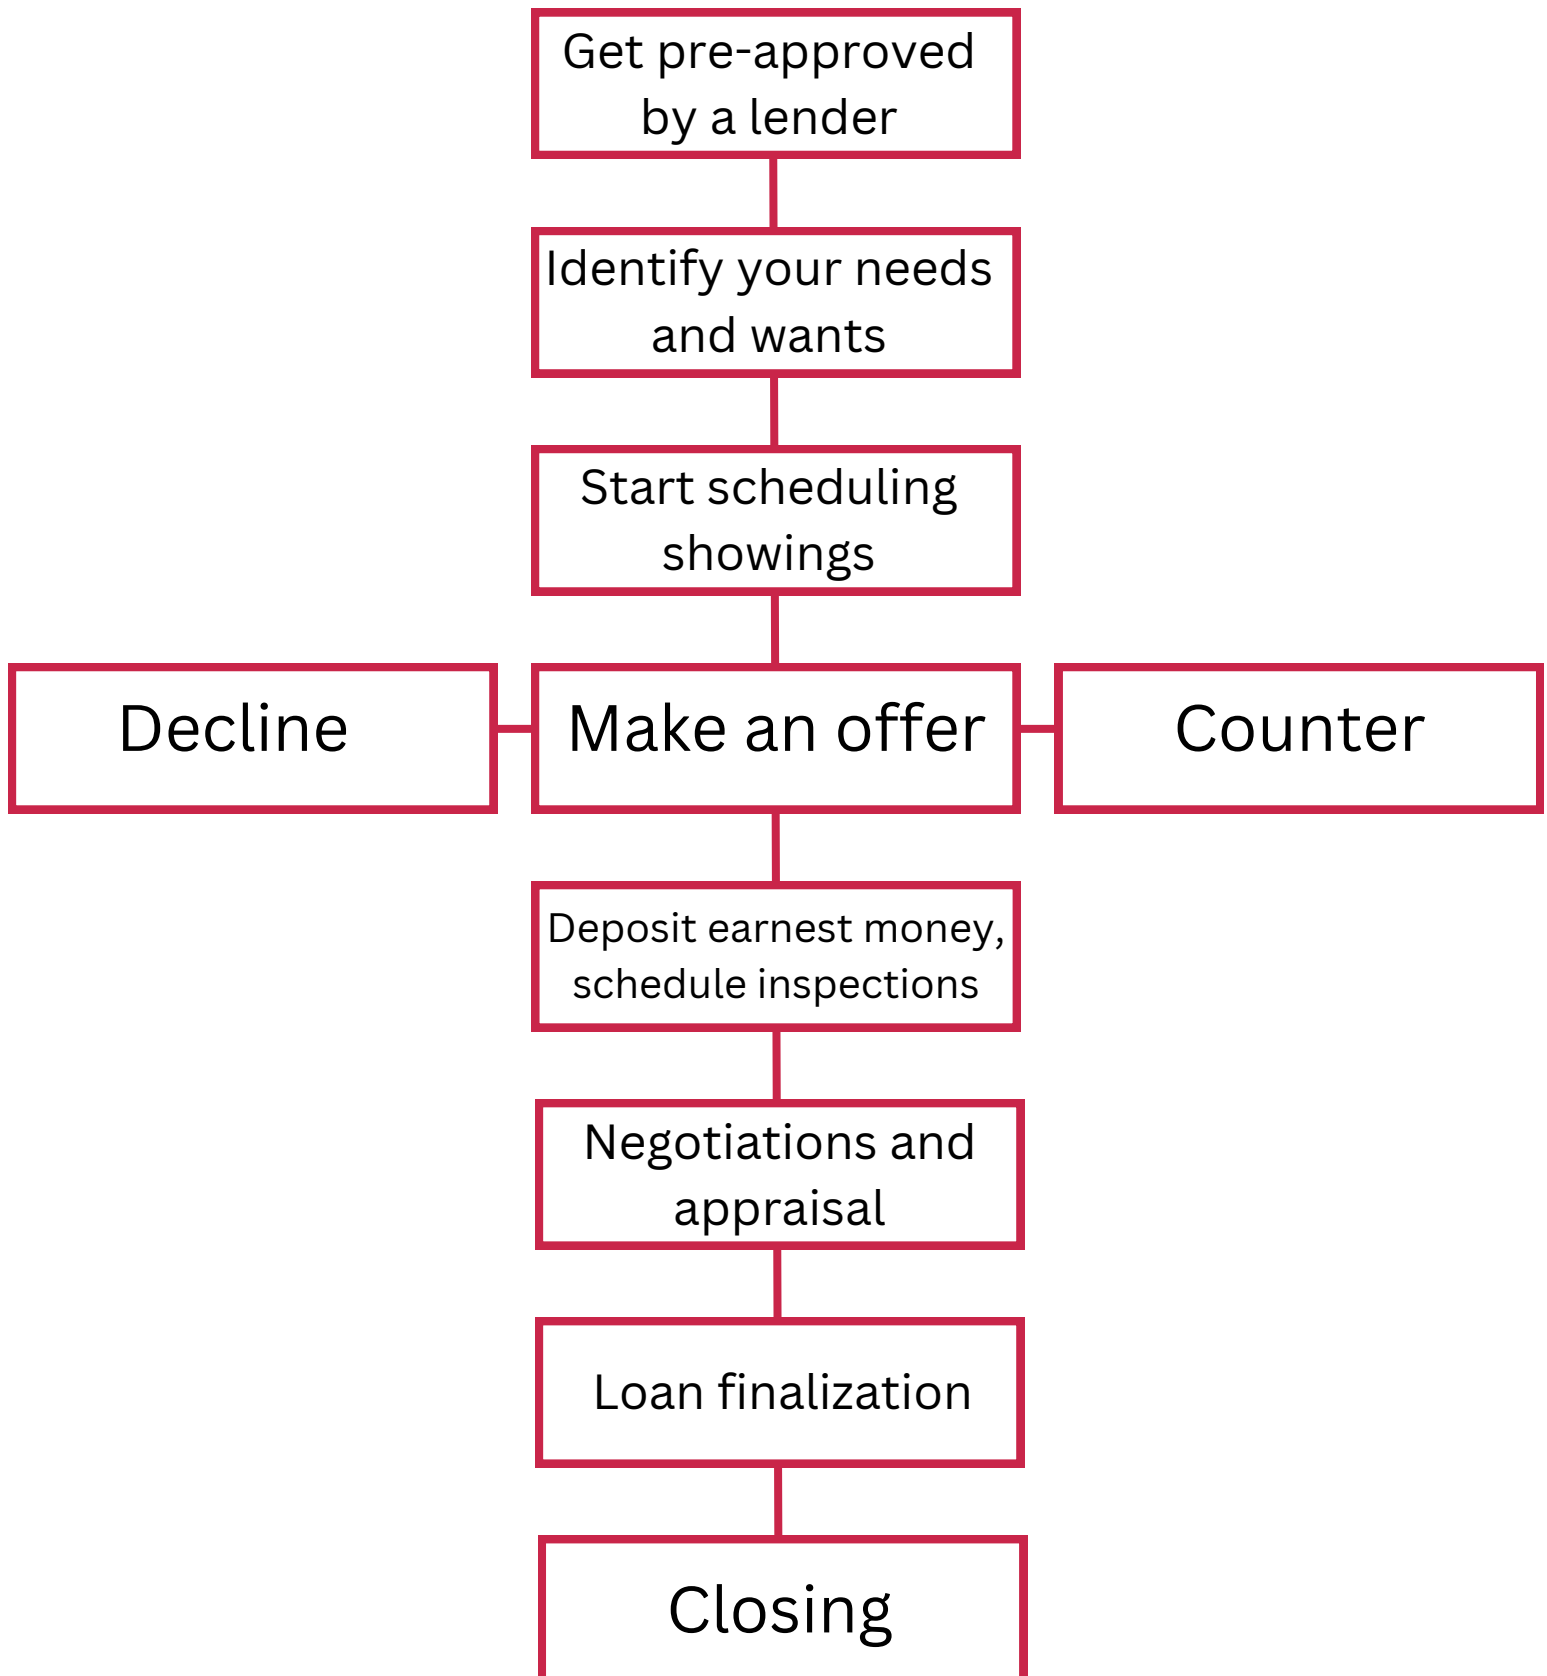 Get pre-approved
by a lender
Identify your needs
and wants
Start scheduling
showings
Decline
Make an offer
Counter
Deposit earnest money,
schedule inspections
Negotiations and
appraisal
Loan finalization
Closing